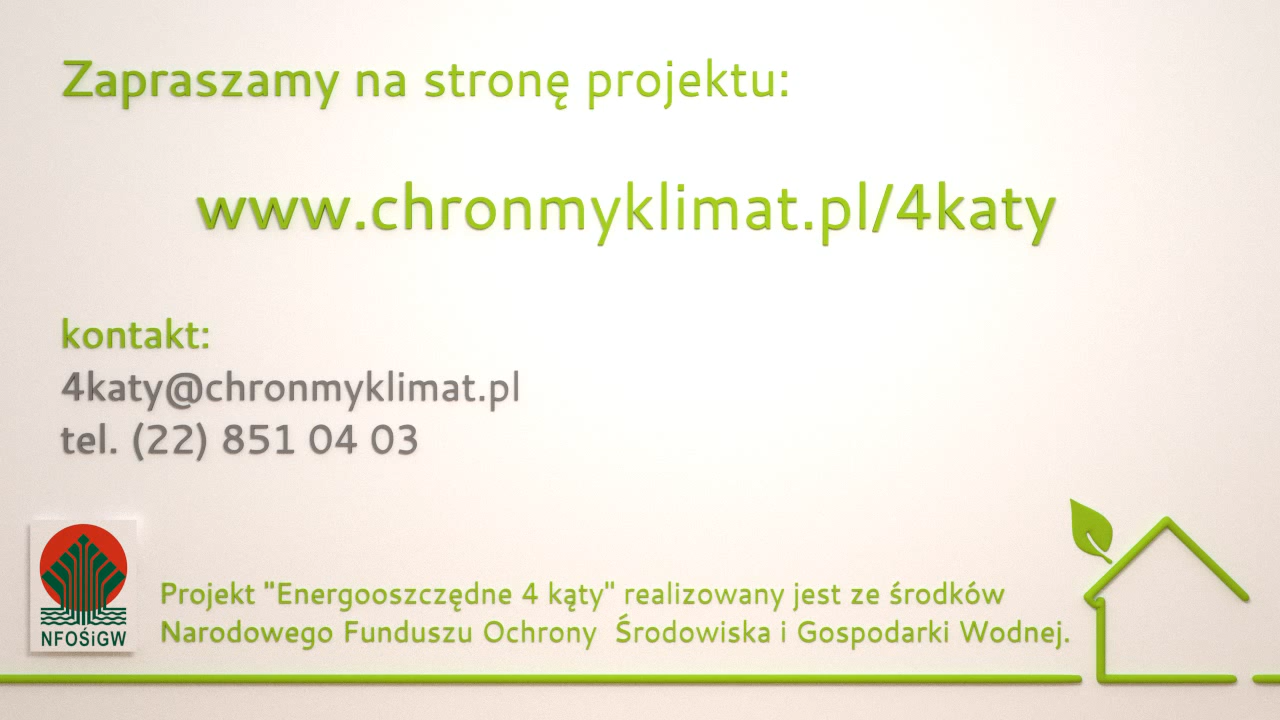 Zapraszamy na stronę projektu:
www.chronmyklimat.pl/4katy
kontakt:
4katy@chronmyklimat.pl
tel. (22) 851 04 03
NFOŚiGW
Projekt "Energooszczędne 4 kąty" realizowany jest ze środków
Narodowego Funduszu Ochrony Środowiska i Gospodarki Wodnej.